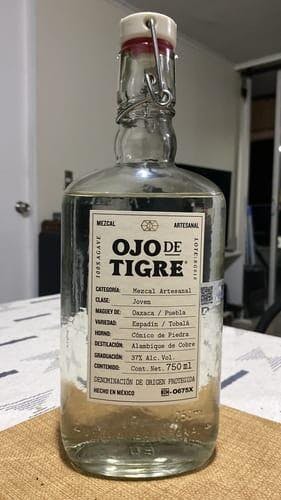 MEZCAL ARTESANAL
100% AGAVE
OJO DE
TIGRE
CATEGORÍA: Mezcal Artesanal
CLASE: Joven
MAGUEY DE: Oaxaca / Puebla
VARIEDAD: Espadín / Tobalá
HORNO: Cónico de Piedra
DESTILACIÓN: Alambique de Cobre
GRADUACIÓN: 37% Alc. Vol.
CONTENIDO: Cont. Net. 750 ml
DENOMINACIÓN DE ORIGEN PROTEGIDA
HECHO EN MÉXICO
-O675X